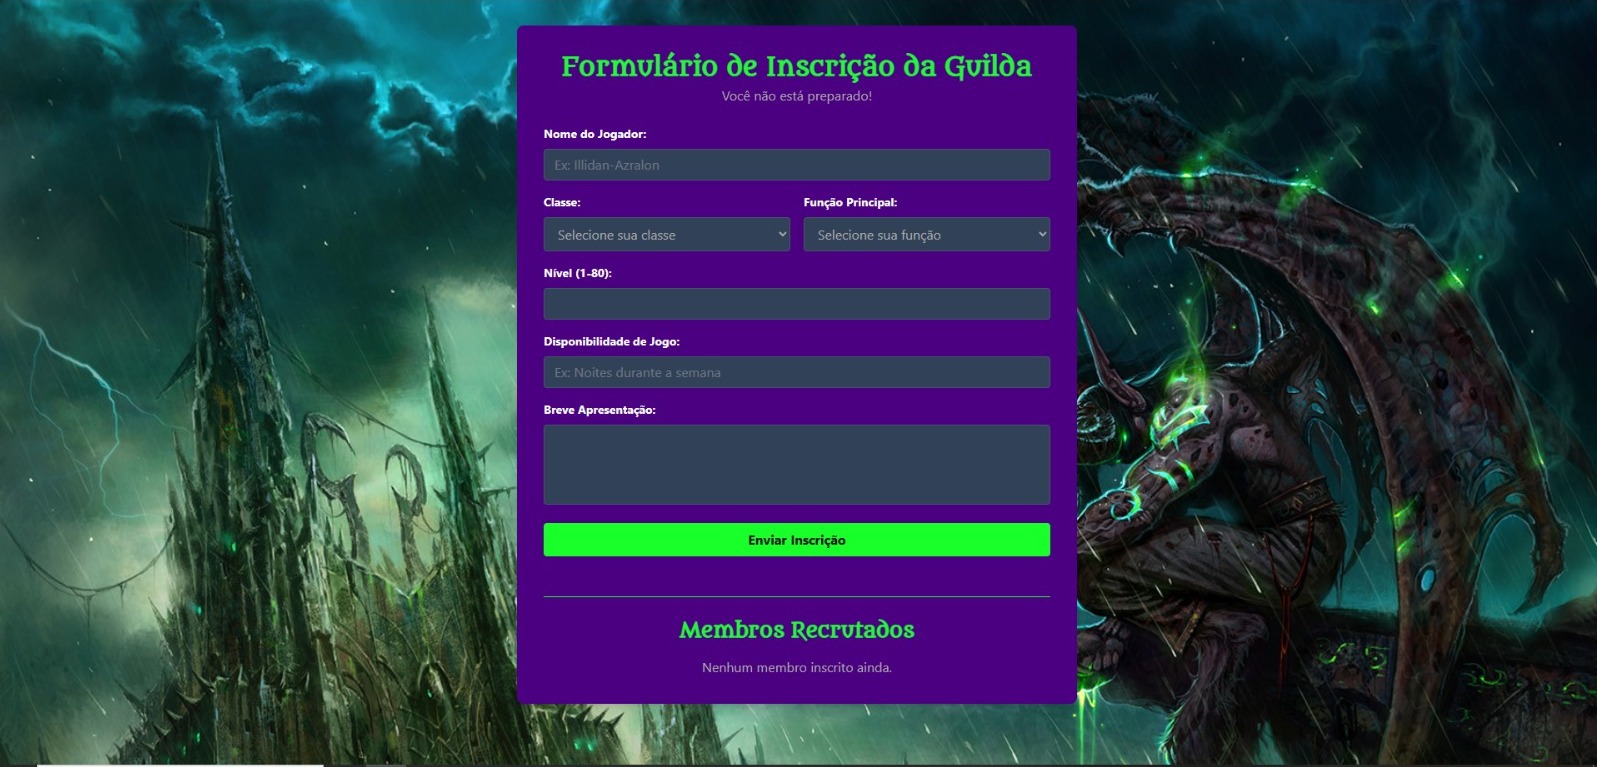 Formulário de Inscrição da Guilda
Você não está preparado!
Nome do Jogador:
Ex: Illidan-Azralon
Classe: Função Principal:
Selecione sua classe Selecione sua função
Nível (1-80):
Disponibilidade de Jogo:
Ex: Noites durante a semana
Breve Apresentação:
Enviar Inscrição
Membros Recrutados
Nenhum membro inscrito ainda.